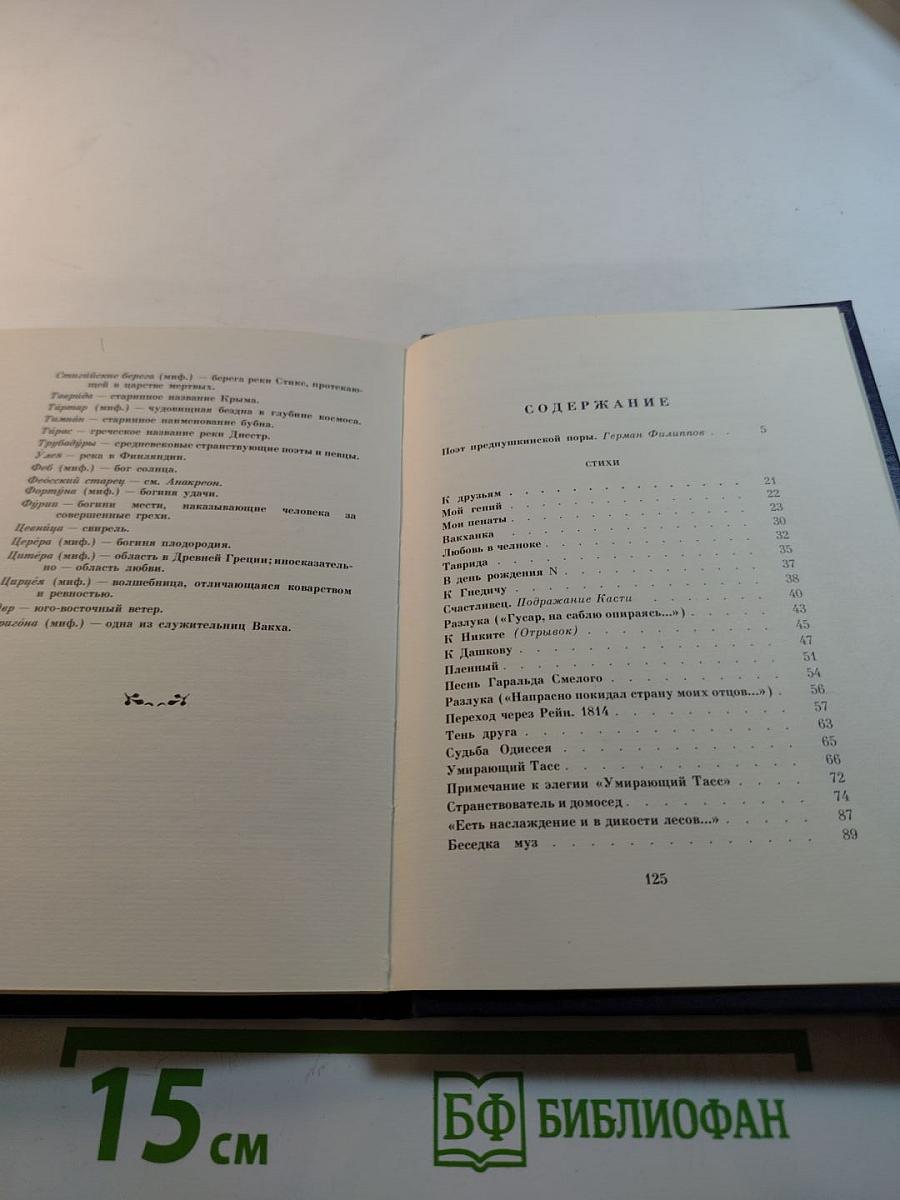 Стигийские берега (миф.) — берега реки Стикс, протекаю-
щей в царстве мертвых.
Таврида — старинное название Крыма.
Тартар (миф.) — чудовищная бездна в глубине космоса.
Тимпан — старинное наименование бубна.
Тирас — греческое название реки Днестр.
Трубадуры — средневековые странствующие поэты и певцы.
Улея — река в Финляндии.
Феб (миф.) — бог солнца.
Феосский старец — см. Анакреон.
Фортуна (миф.) — богиня удачи.
Фурии — богини мести, наказывающие человека за
совершенные грехи.
Цевница — свирель.
Церера (миф.) — богиня плодородия.
Цитера (миф.) — область в Древней Греции; иносказатель-
но — область любви.
Цирцея (миф.) — волшебница, отличающаяся коварством
и ревностью.
— юго-восточный ветер.
(миф.) — одна из служительниц Вакха.
СОДЕРЖАНИЕ
Поэт предпушкинской поры. Герман Филиппов . . 5
СТИХИ
К друзьям . . . . . . . . . . . . 21
Мой гений . . . . . . . . . . . . 22
Мои пенаты . . . . . . . . . . . . 23
Вакханка . . . . . . . . . . . . 30
Любовь в челноке . . . . . . . . . . . . 32
Таврида . . . . . . . . . . . . 35
В день рождения N . . . . . . . . . . . . 37
К Гнедичу . . . . . . . . . . . . 38
Счастливец. Подражание Касти . . . . . . 40
Разлука («Гусар, на саблю опираясь...») . . . . . 43
К Никите (Отрывок) . . . . . . . . . . 45
К Дашкову . . . . . . . . . . . . 47
Пленный . . . . . . . . . . . . 51
Песнь Гаральда Смелого . . . . . . . . . 54
Разлука («Напрасно покидал страну моих отцов...») . 56
Переход через Рейн. 1814 . . . . . . . . . 57
Тень друга . . . . . . . . . . . . 63
Судьба Одиссея . . . . . . . . . . . 65
Умирающий Тасс . . . . . . . . . . . 66
Примечание к элегии «Умирающий Тасс» . . . . 72
Странствователь и домосед . . . . . . . . 74
«Есть наслаждение и в дикости лесов...» . . . . . 87
Беседка муз . . . . . . . . . . . . 89
125
15 см
БФ БИБЛИОФАН